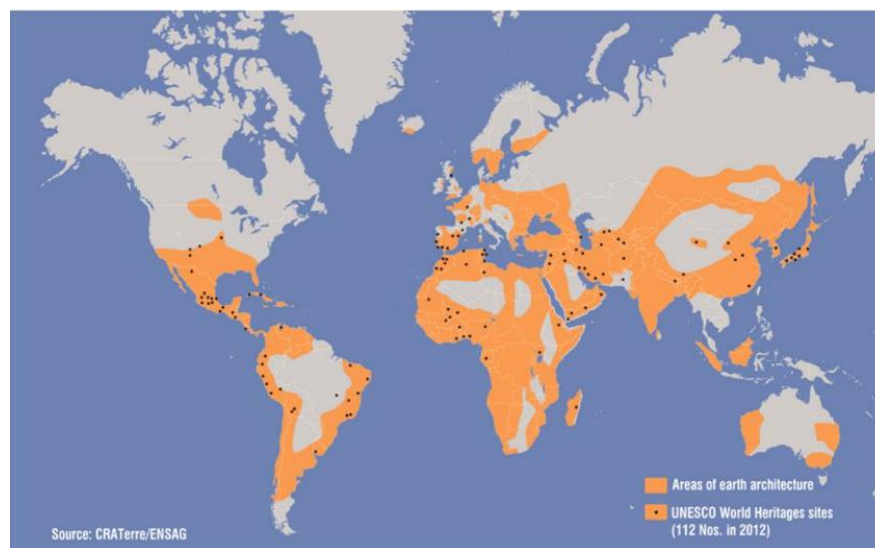 Areas of earth architecture
UNESCO World Heritages sites
(112 Nos. in 2012)
Source: CRATerre/ENSAG